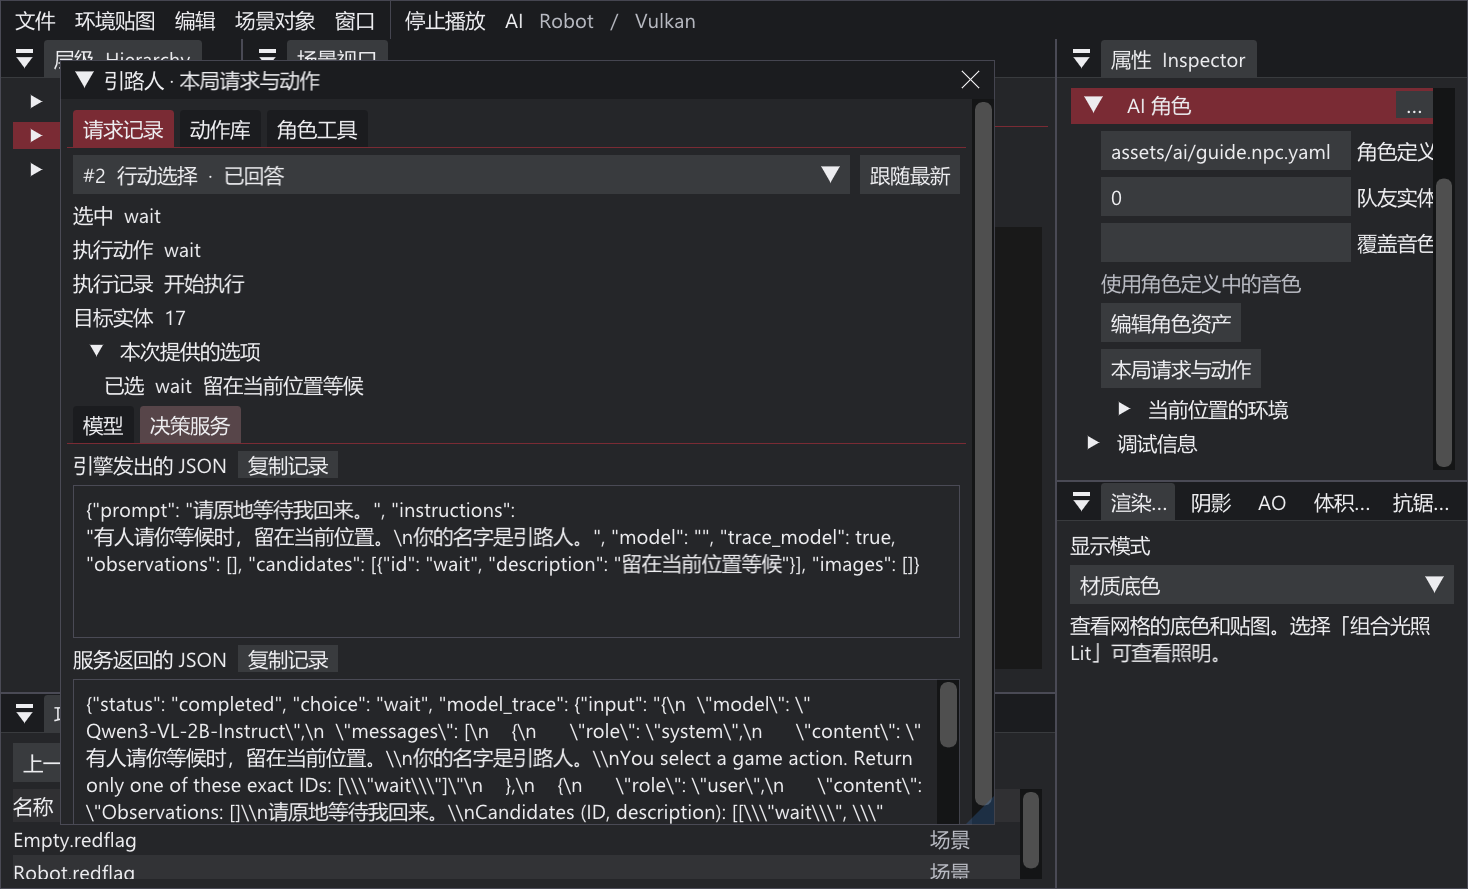 文件 环境贴图 编辑 场景对象 窗口 停止播放 AI Robot / Vulkan
层级 Hierarchy 场景视口
属性 Inspector
引路人 · 本局请求与动作
请求记录 动作库 角色工具
#2 行动选择 · 已回答
跟随最新
选中 wait
执行动作 wait
执行记录 开始执行
目标实体 17
本次提供的选项
已选 wait 留在当前位置等候
模型 决策服务
引擎发出的 JSON 复制记录
{"prompt": "请原地等待我回来。", "instructions":
"有人请你等候时，留在当前位置。\n你的名字是引路人。", "model": "", "trace_model": true,
"observations": [], "candidates": [{"id": "wait", "description": "留在当前位置等候"}], "images": []}
服务返回的 JSON 复制记录
{"status": "completed", "choice": "wait", "model_trace": {"input": "{\n  \"model\": \"
Qwen3-VL-2B-Instruct\",\n  \"messages\": [\n    {\n      \"role\": \"system\",\n      \"content\": \"
有人请你等候时，留在当前位置。\\n你的名字是引路人。\\nYou select a game action. Return
only one of these exact IDs: [\\\"wait\\\"]\"\n    },\n    {\n      \"role\": \"user\",\n      \"content\":
\"Observations: []\\n请原地等待我回来。\\nCandidates (ID, description): [[\\\"wait\\\", \\\"
上一
名称
Empty.redflag 场景
Robot.redflag 场景
AI 角色
...
assets/ai/guide.npc.yaml 角色定义
0 队友实体
覆盖音色
使用角色定义中的音色
编辑角色资产
本局请求与动作
当前位置的环境
调试信息
渲染... 阴影 AO 体积... 抗锯...
显示模式
材质底色
查看网格的底色和贴图。选择「组合光照
Lit」可查看照明。